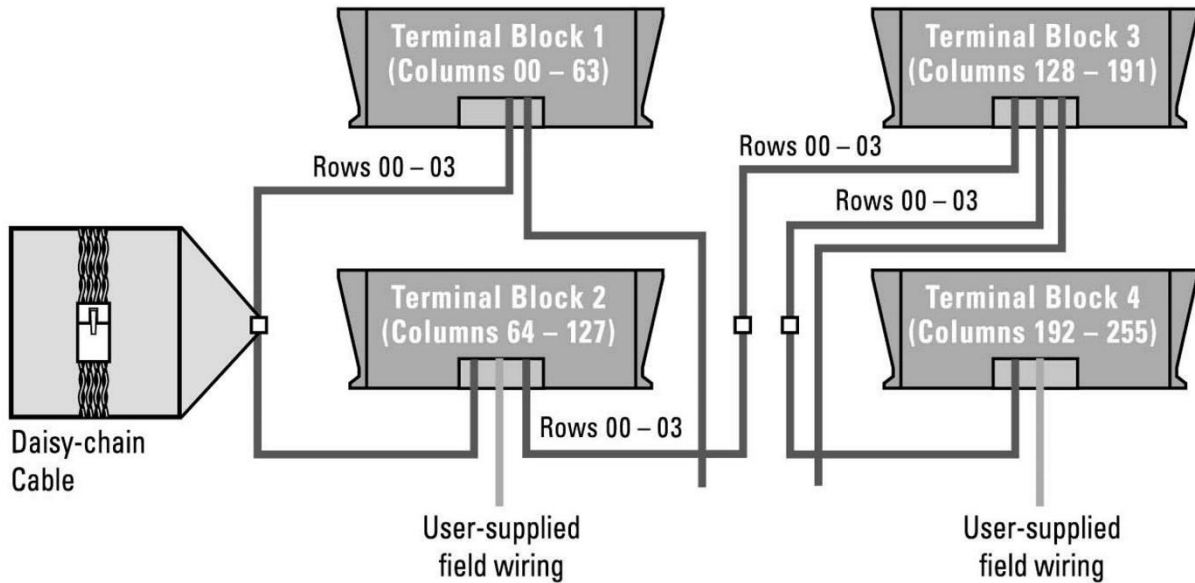 Terminal Block 1
(Columns 00 – 63)
Terminal Block 3
(Columns 128 – 191)
Rows 00 – 03
Rows 00 – 03
Rows 00 – 03
Terminal Block 2
(Columns 64 – 127)
Terminal Block 4
(Columns 192 – 255)
Rows 00 – 03
Daisy-chain
Cable
User-supplied
field wiring
User-supplied
field wiring